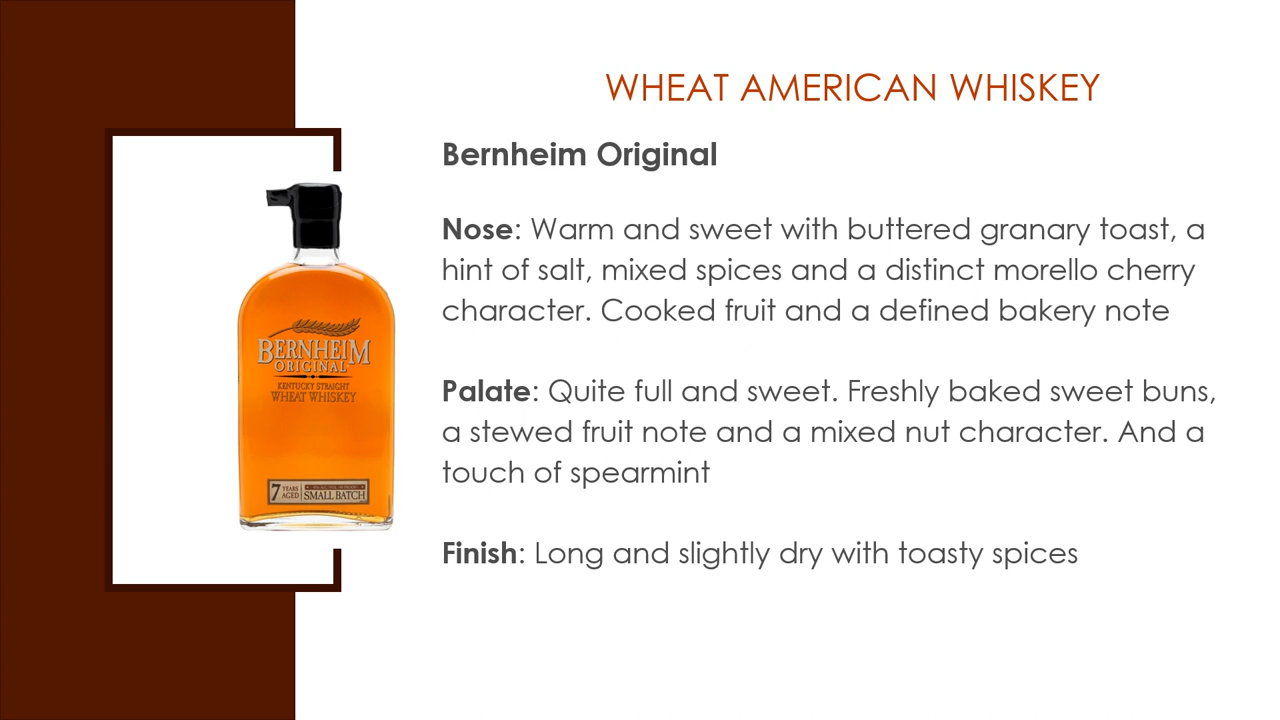 WHEAT AMERICAN WHISKEY
Bernheim Original
Nose: Warm and sweet with buttered granary toast, a
hint of salt, mixed spices and a distinct morello cherry
character. Cooked fruit and a defined bakery note
Palate: Quite full and sweet. Freshly baked sweet buns,
a stewed fruit note and a mixed nut character. And a
touch of spearmint
Finish: Long and slightly dry with toasty spices
BERNHEIM
ORIGINAL
KENTUCKY STRAIGHT
WHEAT WHISKEY
7 YEARS AGED
SMALL BATCH